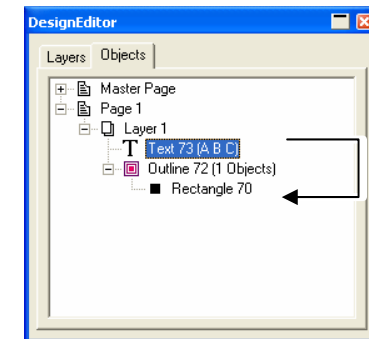 DesignEditor
Layers Objects
Master Page
Page 1
Layer 1
T Text 73 (A B C)
Outline 72 (1 Objects)
Rectangle 70